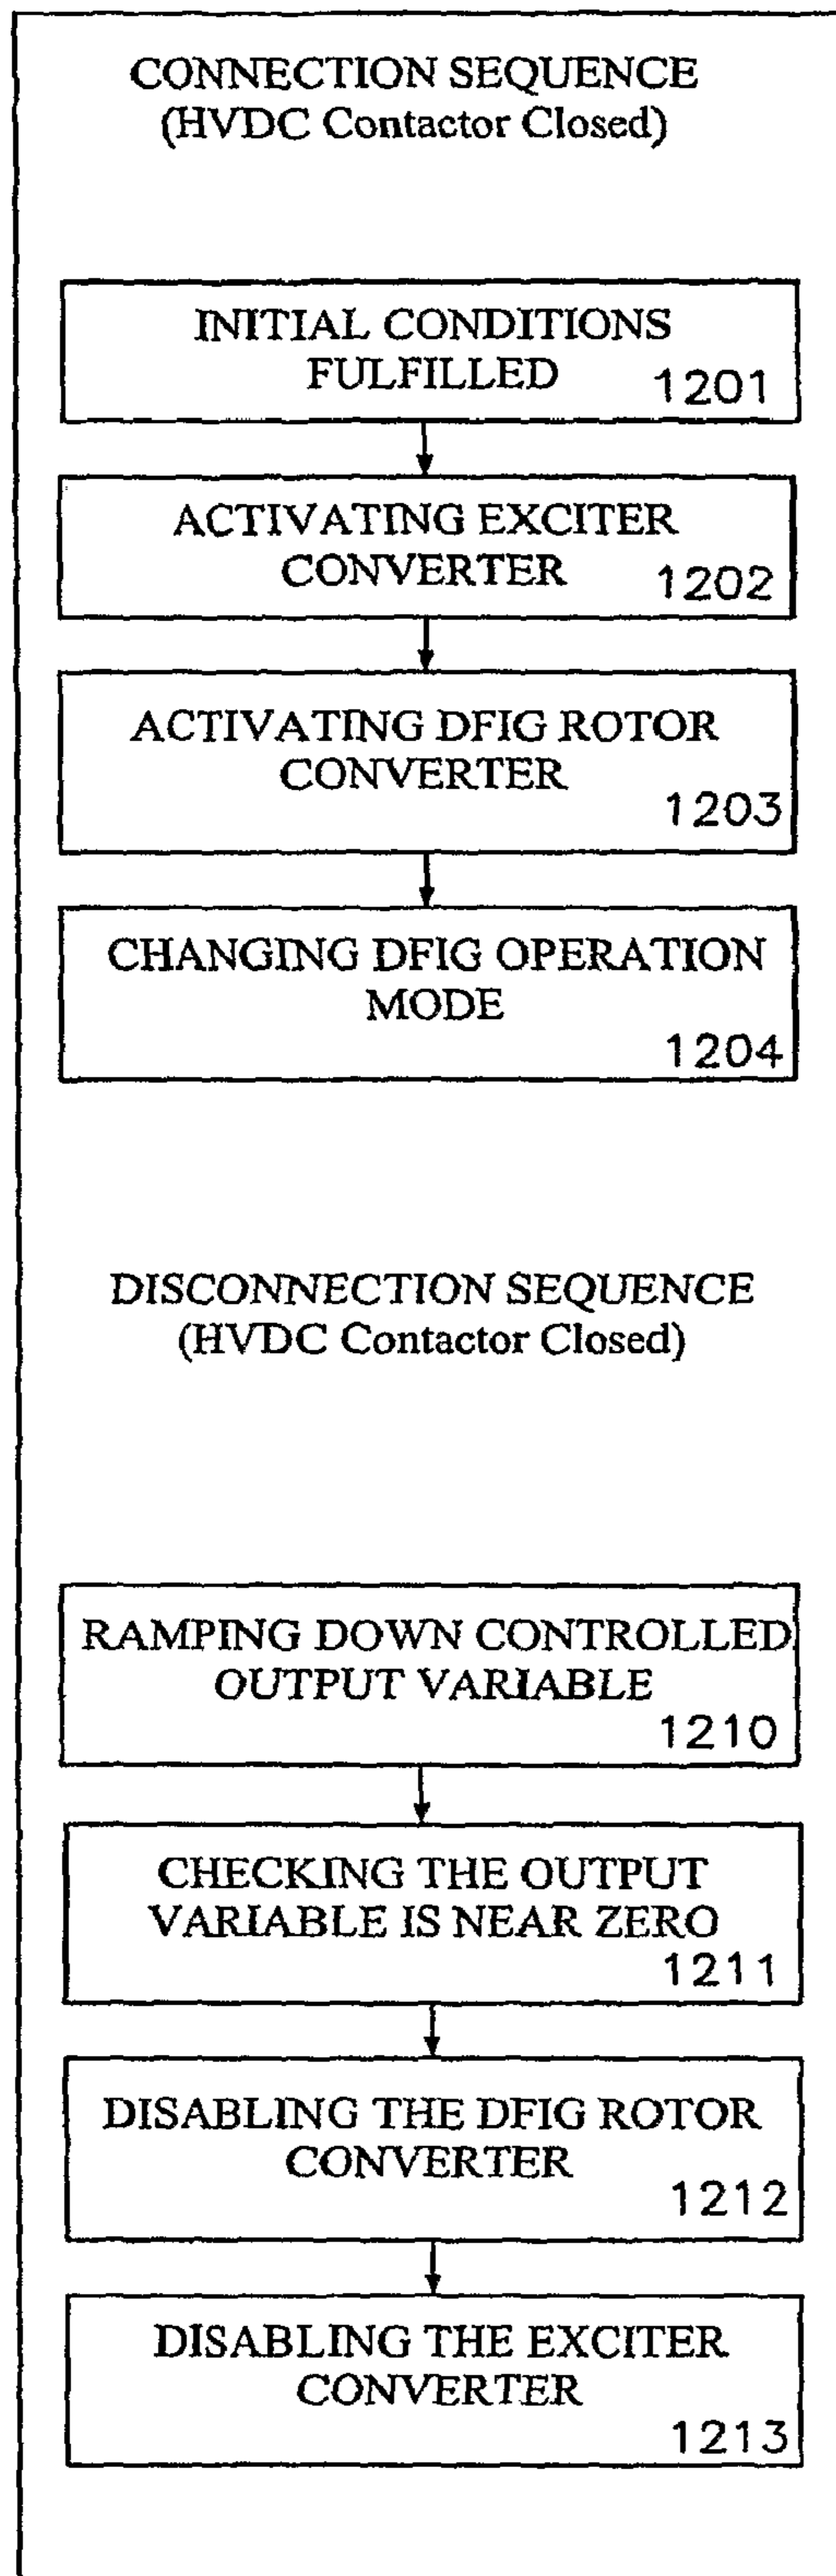 CONNECTION SEQUENCE
(HVDC Contactor Closed)
INITIAL CONDITIONS
FULFILLED 1201
ACTIVATING EXCITER
CONVERTER 1202
ACTIVATING DFIG ROTOR
CONVERTER
1203
CHANGING DFIG OPERATION
MODE
1204
DISCONNECTION SEQUENCE
(HVDC Contactor Closed)
RAMPING DOWN CONTROLLED
OUTPUT VARIABLE
1210
CHECKING THE OUTPUT
VARIABLE IS NEAR ZERO
1211
DISABLING THE DFIG ROTOR
CONVERTER
1212
DISABLING THE EXCITER
CONVERTER
1213